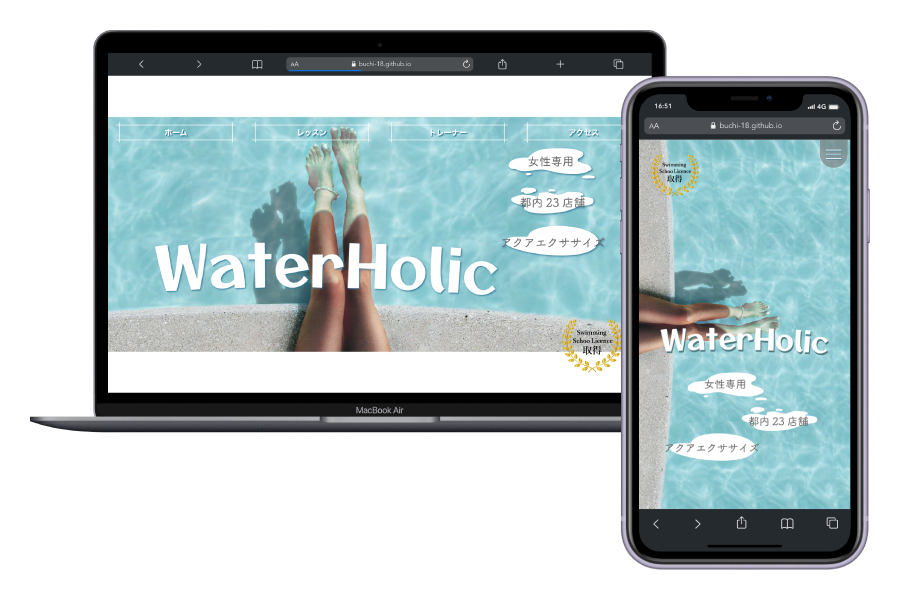 AA
buchi-18.github.io
ホーム
レッスン
トレーナー
アクセス
女性専用
都内 23 店舗
アクアエクササイズ
WaterHolic
Swimming
Schoo Licence
取得
MacBook Air
16:51
4G
AA
buchi-18.github.io
Swimming
Schoo Licence
取得
WaterHolic
女性専用
都内 23 店舗
アクアエクササイズ